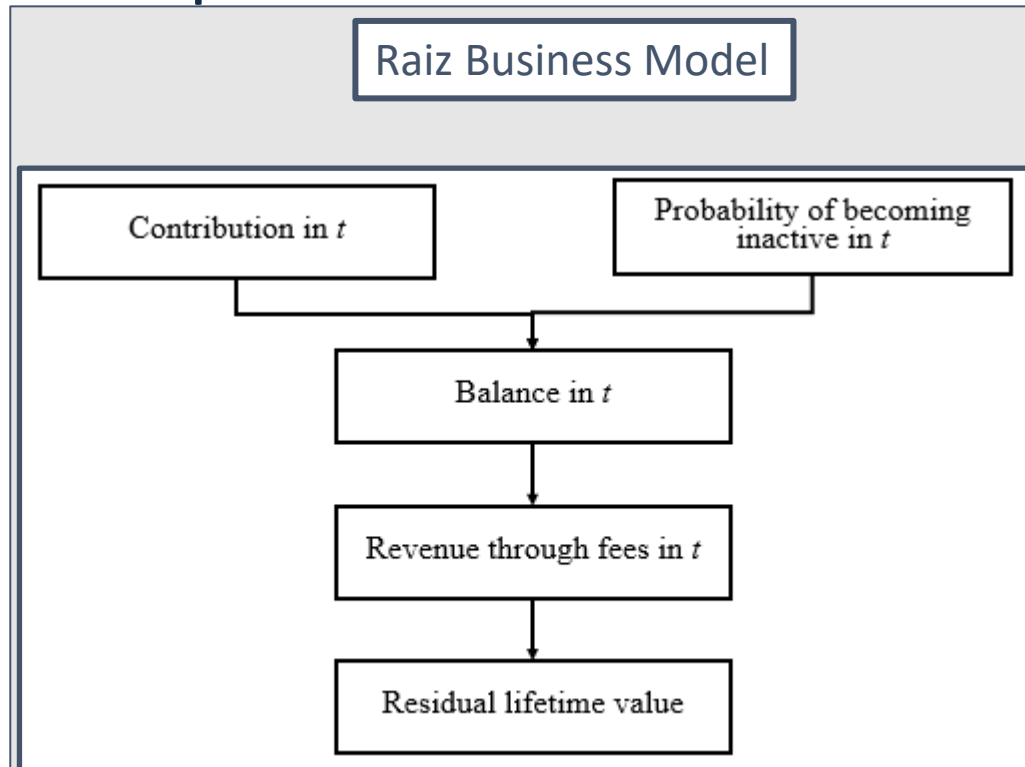 Raiz Business Model
Contribution in t
Probability of becoming
inactive in t
Balance in t
Revenue through fees in t
Residual lifetime value